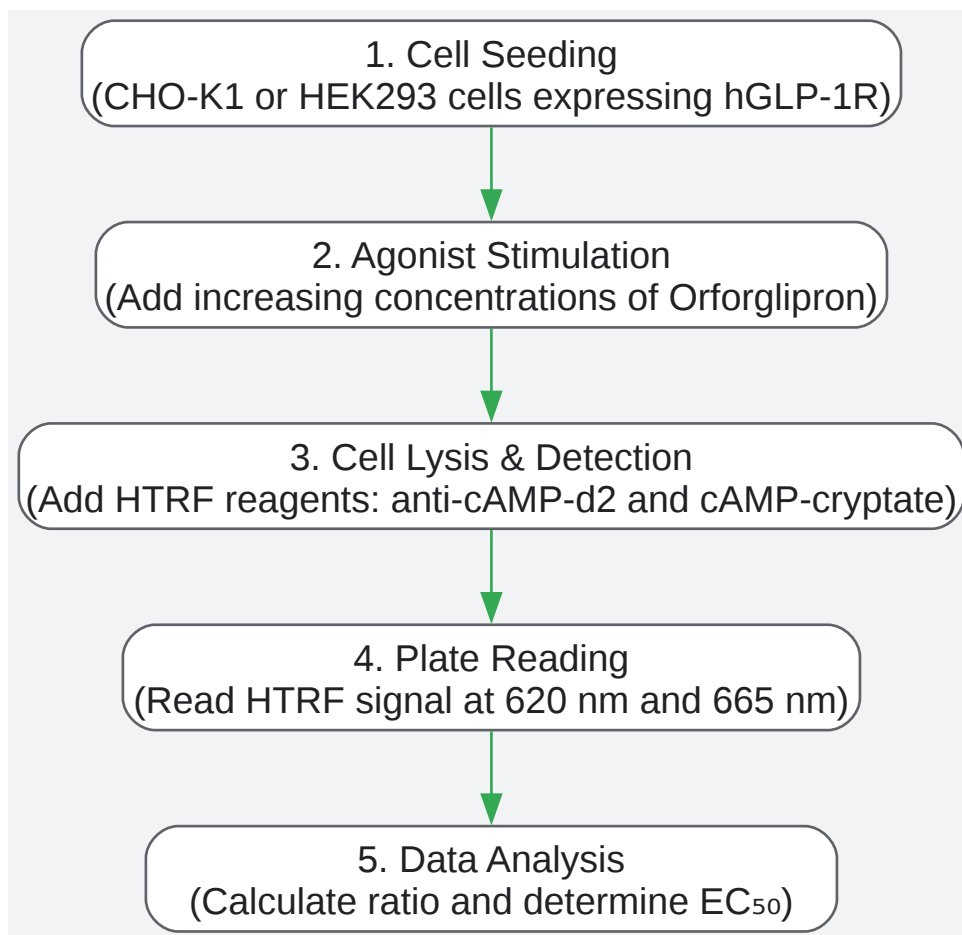 1. Cell Seeding
(CHO-K1 or HEK293 cells expressing hGLP-1R)
2. Agonist Stimulation
(Add increasing concentrations of Orforglipron)
3. Cell Lysis & Detection
(Add HTRF reagents: anti-cAMP-d2 and cAMP-cryptate)
4. Plate Reading
(Read HTRF signal at 620 nm and 665 nm)
5. Data Analysis
(Calculate ratio and determine EC₅₀)